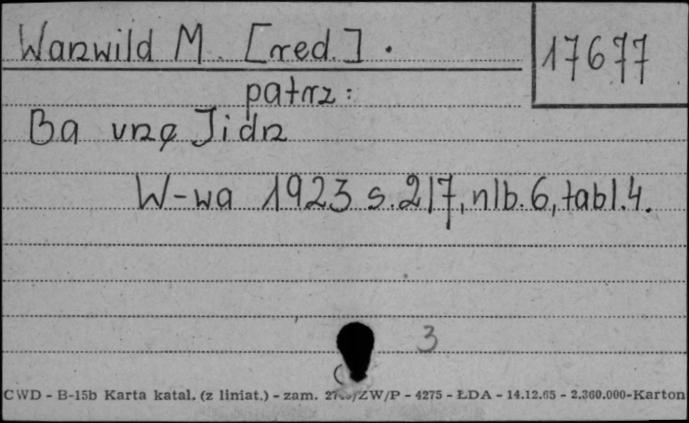 Wanwild M. [red.].
17677
patrz:
Ba unzø Jidn
W-wa 1923 s. 217, nlb. 6, tabl. 4.
3
CWD - B-15b Karta katal. (z liniat.) - zam. /ZW/P - 4275 - ŁDA - 14.12.65 - 2.360.000-Karton